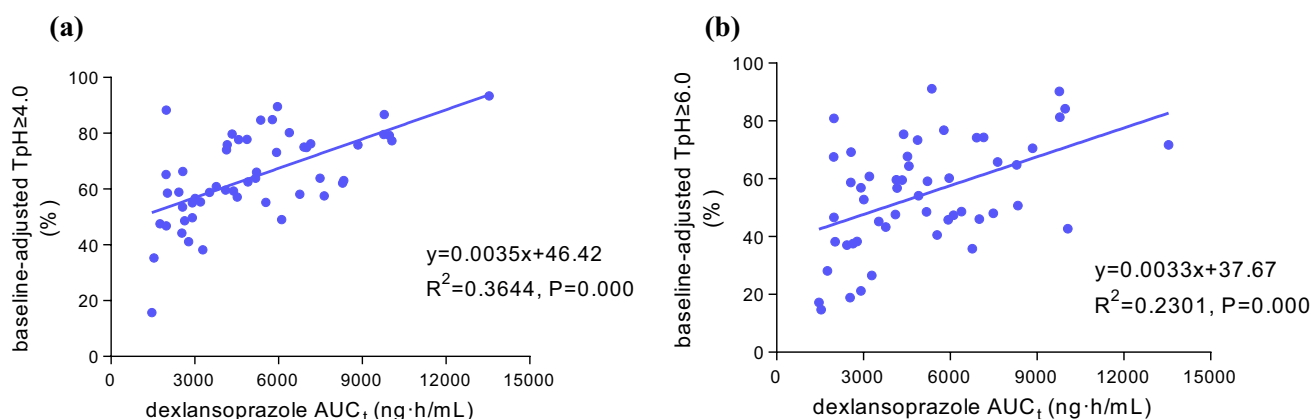 (a)
baseline-adjusted TpH≥4.0
(%)
100
80
60
40
20
0
y=0.0035x+46.42
R²=0.3644, P=0.000
0 3000 6000 9000 12000 15000
dexlansoprazole AUCt (ng·h/mL)
(b)
baseline-adjusted TpH≥6.0
(%)
100
80
60
40
20
0
y=0.0033x+37.67
R²=0.2301, P=0.000
0 3000 6000 9000 12000 15000
dexlansoprazole AUCt (ng·h/mL)